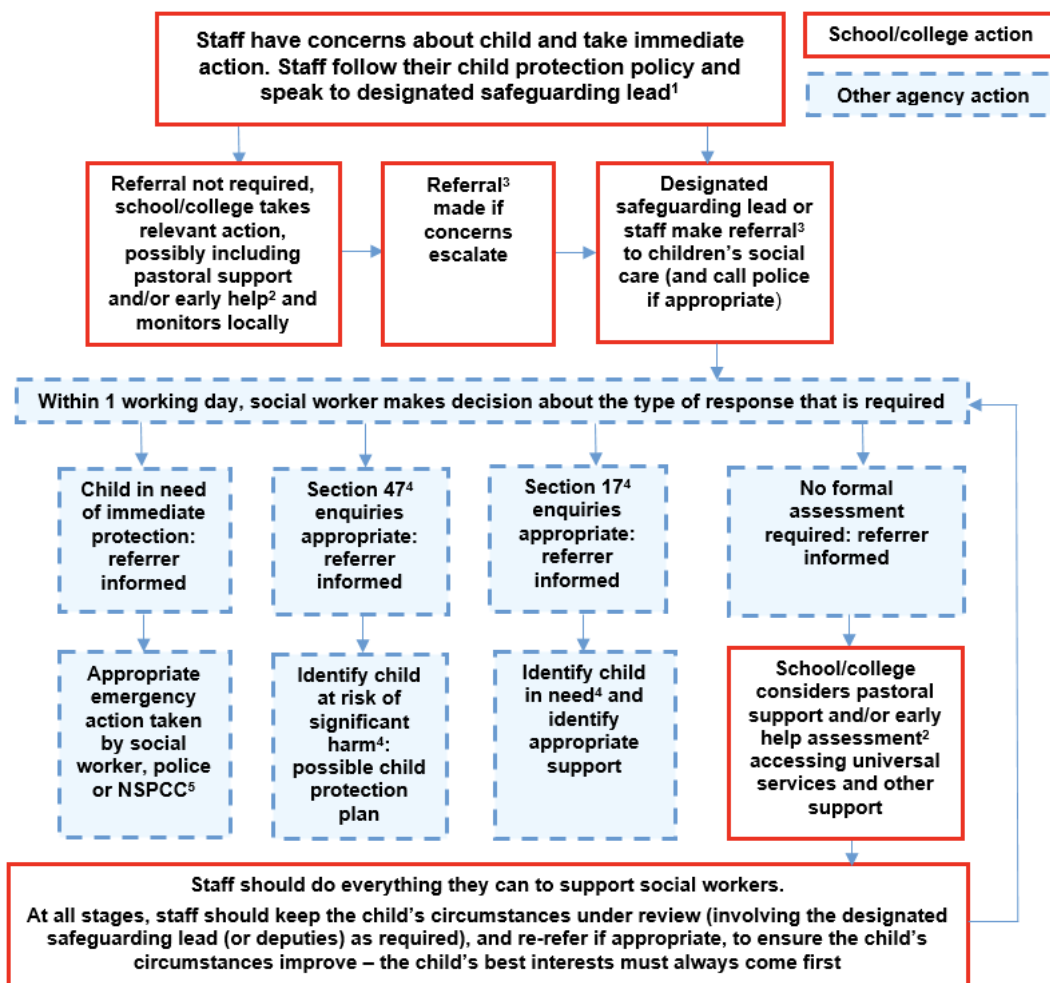 Staff have concerns about child and take immediate
action. Staff follow their child protection policy and
speak to designated safeguarding lead¹
School/college action
Other agency action
Referral not required,
school/college takes
relevant action,
possibly including
pastoral support
and/or early help² and
monitors locally
Referral³
made if
concerns
escalate
Designated
safeguarding lead or
staff make referral³
to children’s social
care (and call police
if appropriate)
Within 1 working day, social worker makes decision about the type of response that is required
Child in need
of immediate
protection:
referrer
informed
Section 47⁴
enquiries
appropriate:
referrer
informed
Section 17⁴
enquiries
appropriate:
referrer
informed
No formal
assessment
required: referrer
informed
Appropriate
emergency
action taken
by social
worker, police
or NSPCC⁵
Identify child
at risk of
significant
harm⁴:
possible child
protection
plan
Identify child
in need⁴ and
identify
appropriate
support
School/college
considers pastoral
support and/or early
help assessment²
accessing universal
services and other
support
Staff should do everything they can to support social workers.
At all stages, staff should keep the child’s circumstances under review (involving the designated
safeguarding lead (or deputies) as required), and re-refer if appropriate, to ensure the child’s
circumstances improve – the child’s best interests must always come first